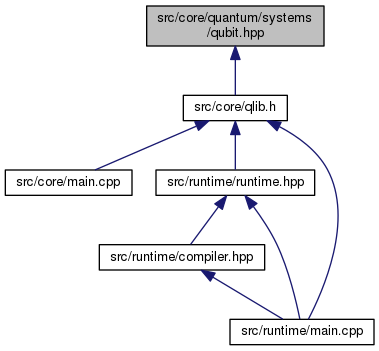 src/core/quantum/systems
/qubit.hpp
src/core/qlib.h
src/core/main.cpp
src/runtime/runtime.hpp
src/runtime/compiler.hpp
src/runtime/main.cpp